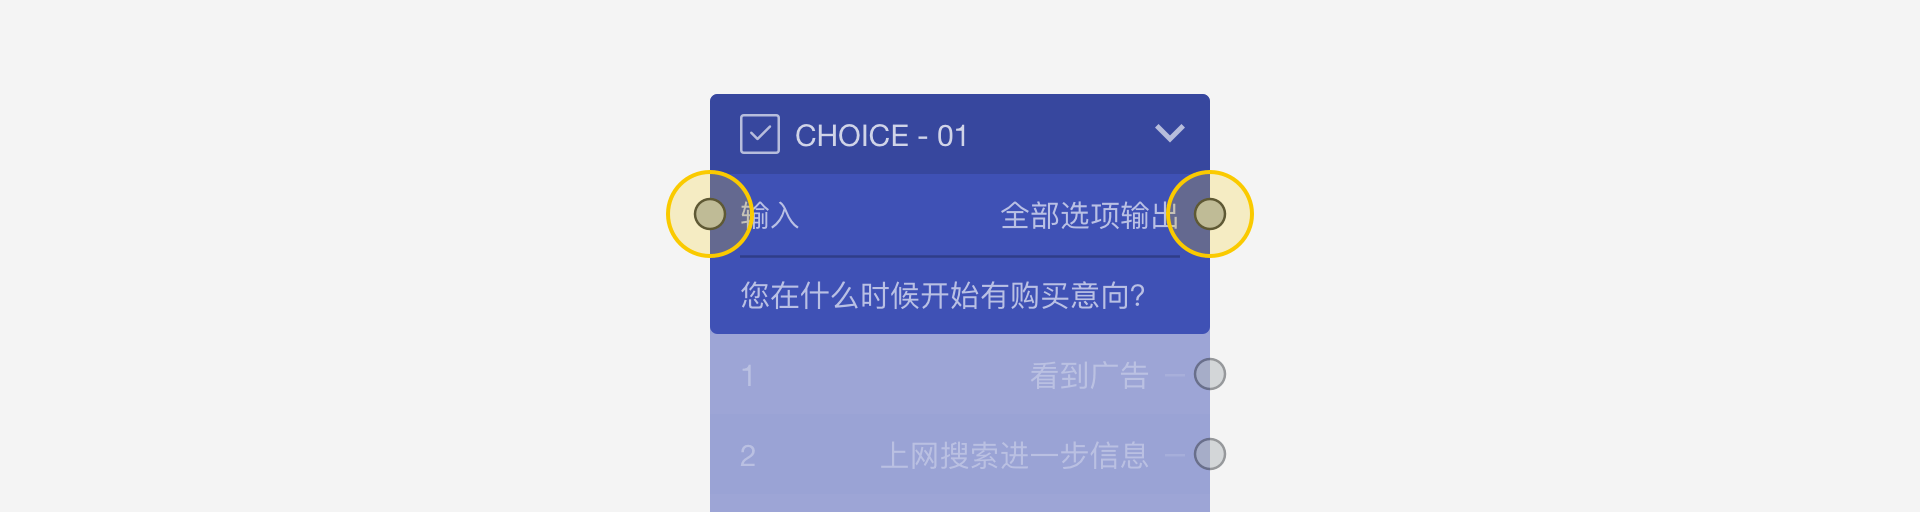 CHOICE - 01
输入 全部选项输出
您在什么时候开始有购买意向?
1 看到广告
2 上网搜索进一步信息